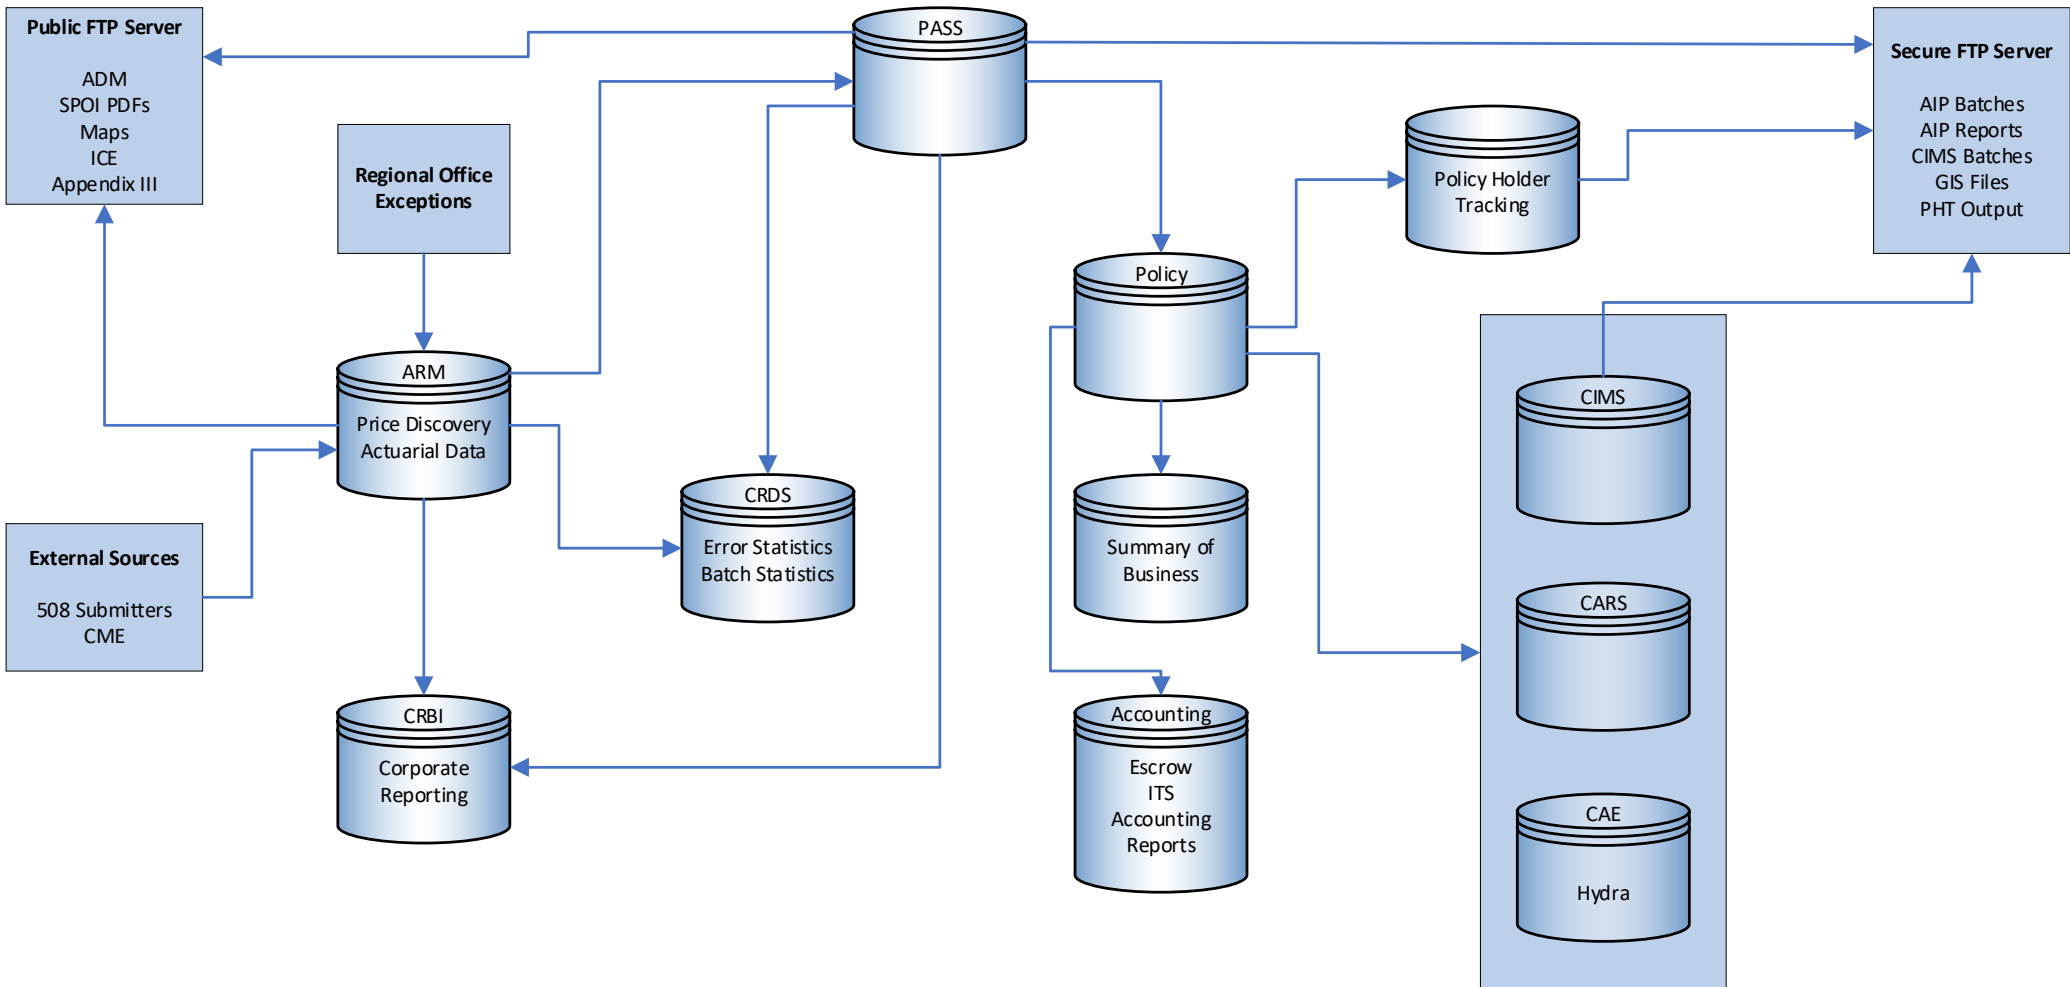 Public FTP Server
ADM
SPOI PDFs
Maps
ICE
Appendix III
PASS
Secure FTP Server
AIP Batches
AIP Reports
CIMS Batches
GIS Files
PHT Output
Regional Office
Exceptions
Policy Holder
Tracking
Policy
ARM
Price Discovery
Actuarial Data
CIMS
CRDS
Error Statistics
Batch Statistics
Summary of
Business
External Sources
508 Submitters
CME
CARS
CRBI
Corporate
Reporting
Accounting
Escrow
ITS
Accounting
Reports
CAE
Hydra